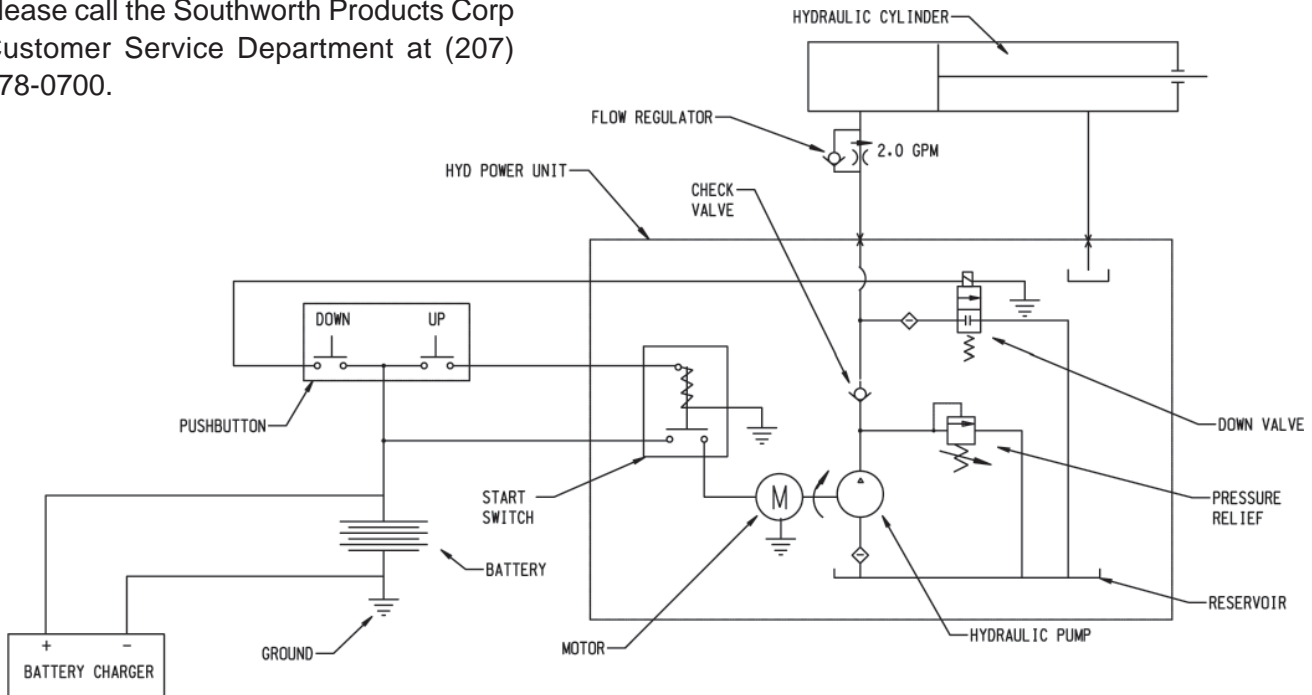 please call the Southworth Products Corp
Customer Service Department at (207)
878-0700.
HYDRAULIC CYLINDER
FLOW REGULATOR
2.0 GPM
HYD POWER UNIT
CHECK
VALVE
DOWN
UP
PUSHBUTTON
DOWN VALVE
START
SWITCH
M
PRESSURE
RELIEF
BATTERY
RESERVOIR
GROUND
MOTOR
HYDRAULIC PUMP
+ -
BATTERY CHARGER